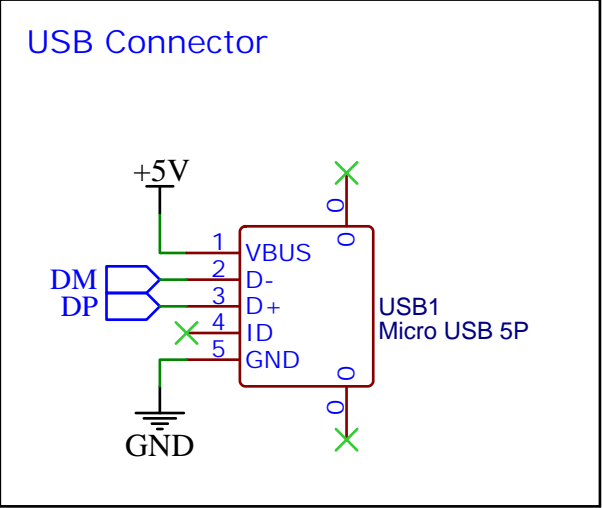 USB Connector
+5V
0
0
1
VBUS
DM
2
D-
DP
3
D+
USB1
4
ID
Micro USB 5P
5
GND
0
0
GND